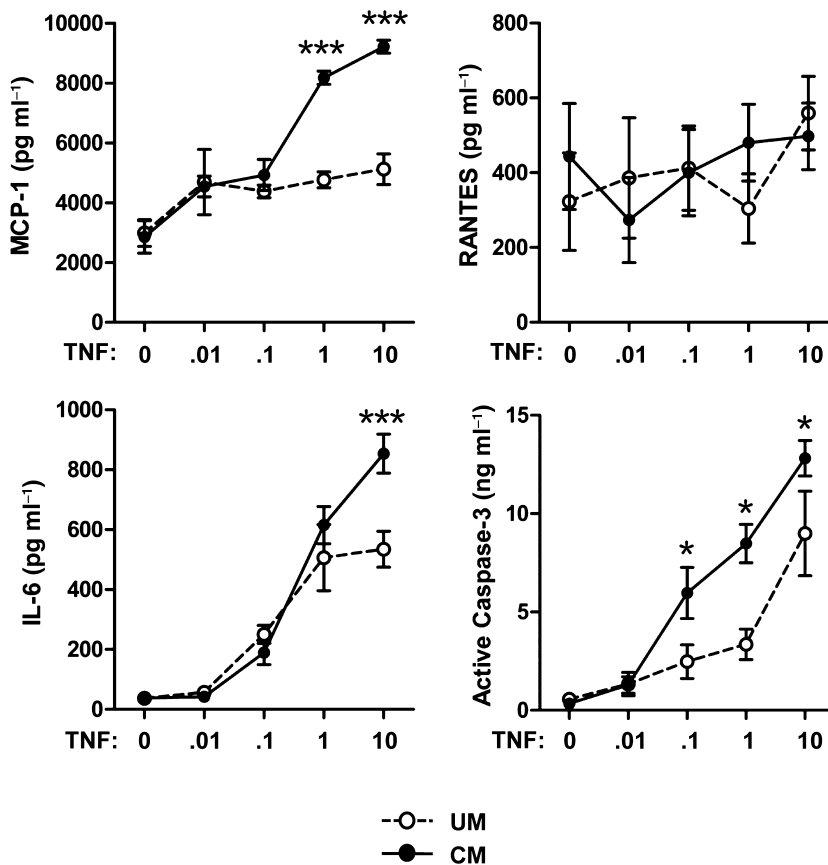 MCP-1 (pg ml⁻¹)
10000
8000
6000
4000
2000
0
***
***
TNF: 0 .01 .1 1 10
RANTES (pg ml⁻¹)
800
600
400
200
0
TNF: 0 .01 .1 1 10
IL-6 (pg ml⁻¹)
1000
800
600
400
200
0
***
TNF: 0 .01 .1 1 10
Active Caspase-3 (ng ml⁻¹)
15
10
5
0
*
*
*
TNF: 0 .01 .1 1 10
UM
CM